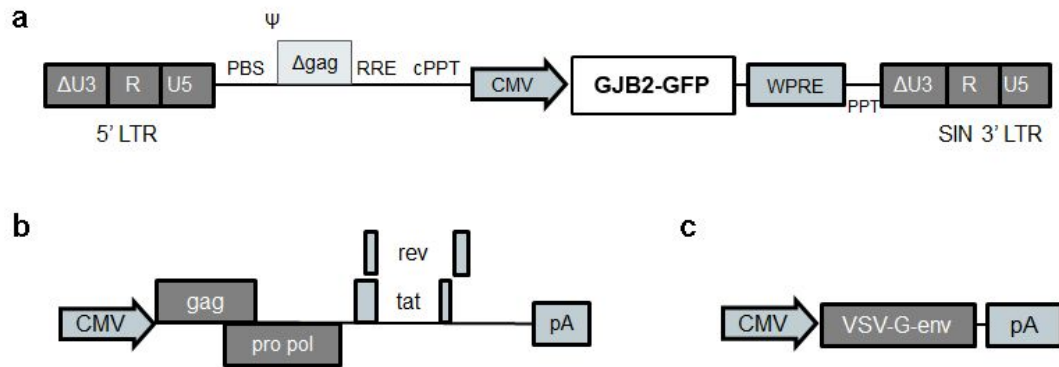 a
Ψ
PBS Δgag RRE cPPT
ΔU3 R U5 CMV GJB2-GFP WPRE PPT ΔU3 R U5
5' LTR SIN 3' LTR
b c
rev
gag tat
CMV pro pol pA CMV VSV-G-env pA